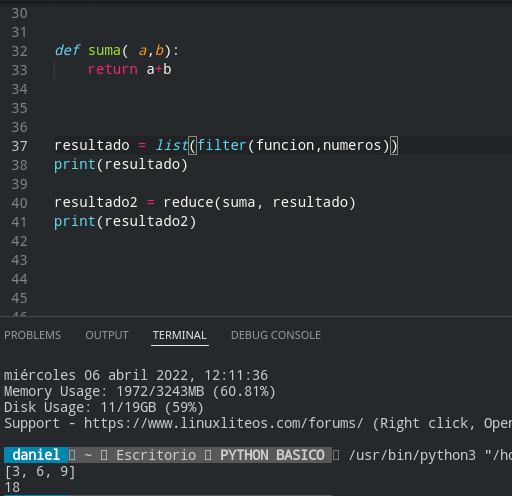 30
31
32 def suma( a,b):
33 return a+b
34
35
36
37 resultado = list(filter(funcion,numeros))
38 print(resultado)
39
40 resultado2 = reduce(suma, resultado)
41 print(resultado2)
42
43
44
45
PROBLEMS OUTPUT TERMINAL DEBUG CONSOLE
miércoles 06 abril 2022, 12:11:36
Memory Usage: 1972/3243MB (60.81%)
Disk Usage: 11/19GB (59%)
Support - https://www.linuxliteos.com/forums/ (Right click, Open
daniel ▯ ~ ▯ Escritorio ▯ PYTHON BASICO ▯ /usr/bin/python3 "/ho
[3, 6, 9]
18